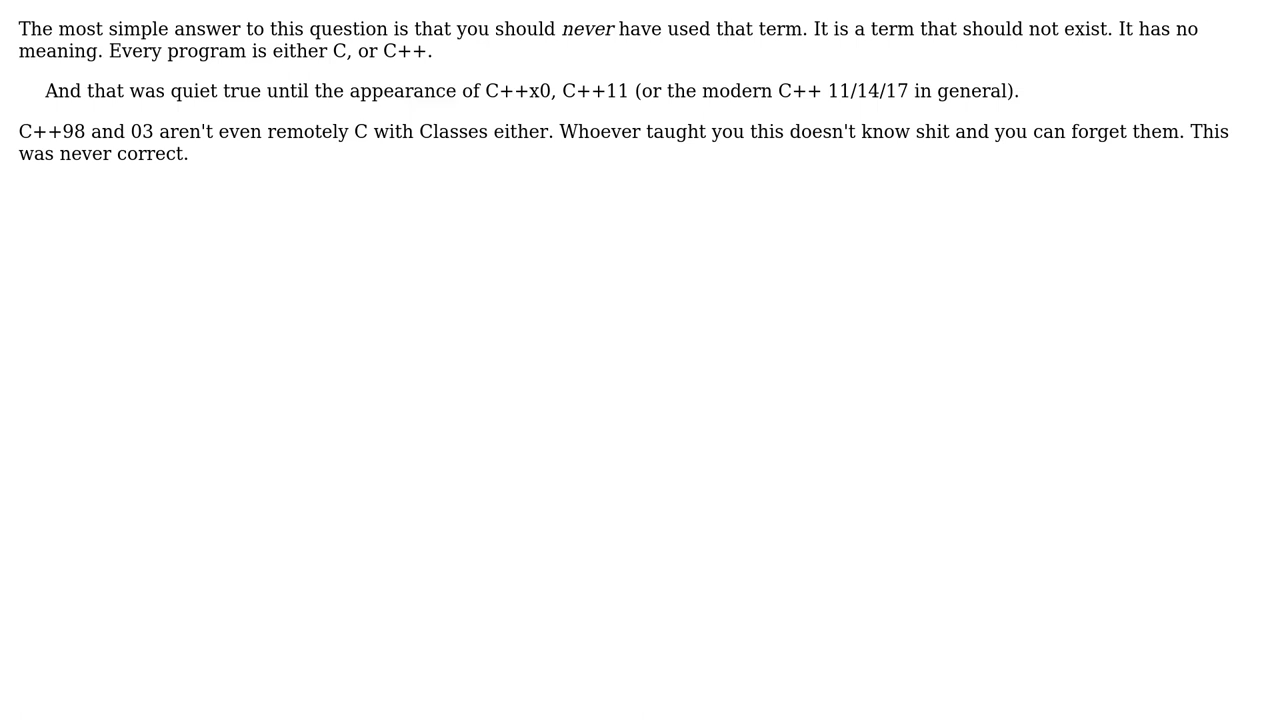 The most simple answer to this question is that you should never have used that term. It is a term that should not exist. It has no
meaning. Every program is either C, or C++.
And that was quiet true until the appearance of C++x0, C++11 (or the modern C++ 11/14/17 in general).
C++98 and 03 aren't even remotely C with Classes either. Whoever taught you this doesn't know shit and you can forget them. This
was never correct.